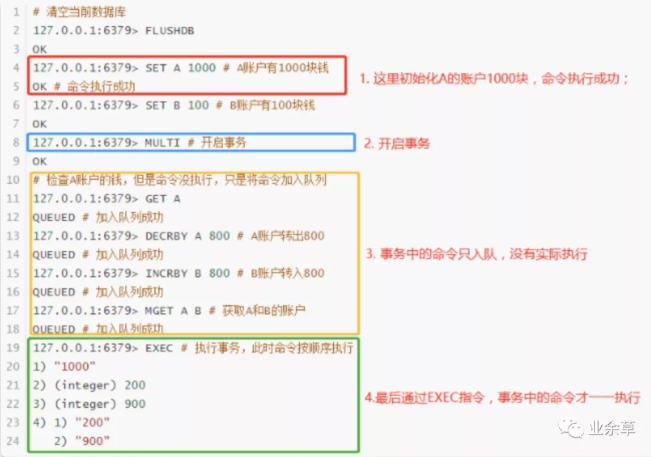 1 # 清空当前数据库
2 127.0.0.1:6379> FLUSHDB
3 OK
4 127.0.0.1:6379> SET A 1000 # A账户有1000块钱
5 OK # 命令执行成功
1. 这里初始化A的账户1000块，命令执行成功；
6 127.0.0.1:6379> SET B 100 # B账户有100块钱
7 OK
8 127.0.0.1:6379> MULTI # 开启事务
2. 开启事务
9 OK
10 # 检查A账户的钱，但是命令没执行，只是将命令加入队列
11 127.0.0.1:6379> GET A
12 QUEUED # 加入队列成功
13 127.0.0.1:6379> DECRBY A 800 # A账户转出800
14 QUEUED # 加入队列成功
3. 事务中的命令只入队，没有实际执行
15 127.0.0.1:6379> INCRBY B 800 # B账户转入800
16 QUEUED # 加入队列成功
17 127.0.0.1:6379> MGET A B # 获取A和B的账户
18 QUEUED # 加入队列成功
19 127.0.0.1:6379> EXEC # 执行事务，此时命令按顺序执行
20 1) "1000"
21 2) (integer) 200
22 3) (integer) 900
4.最后通过EXEC指令，事务中的命令才一一执行
23 4) 1) "200"
24 2) "900"
业余草